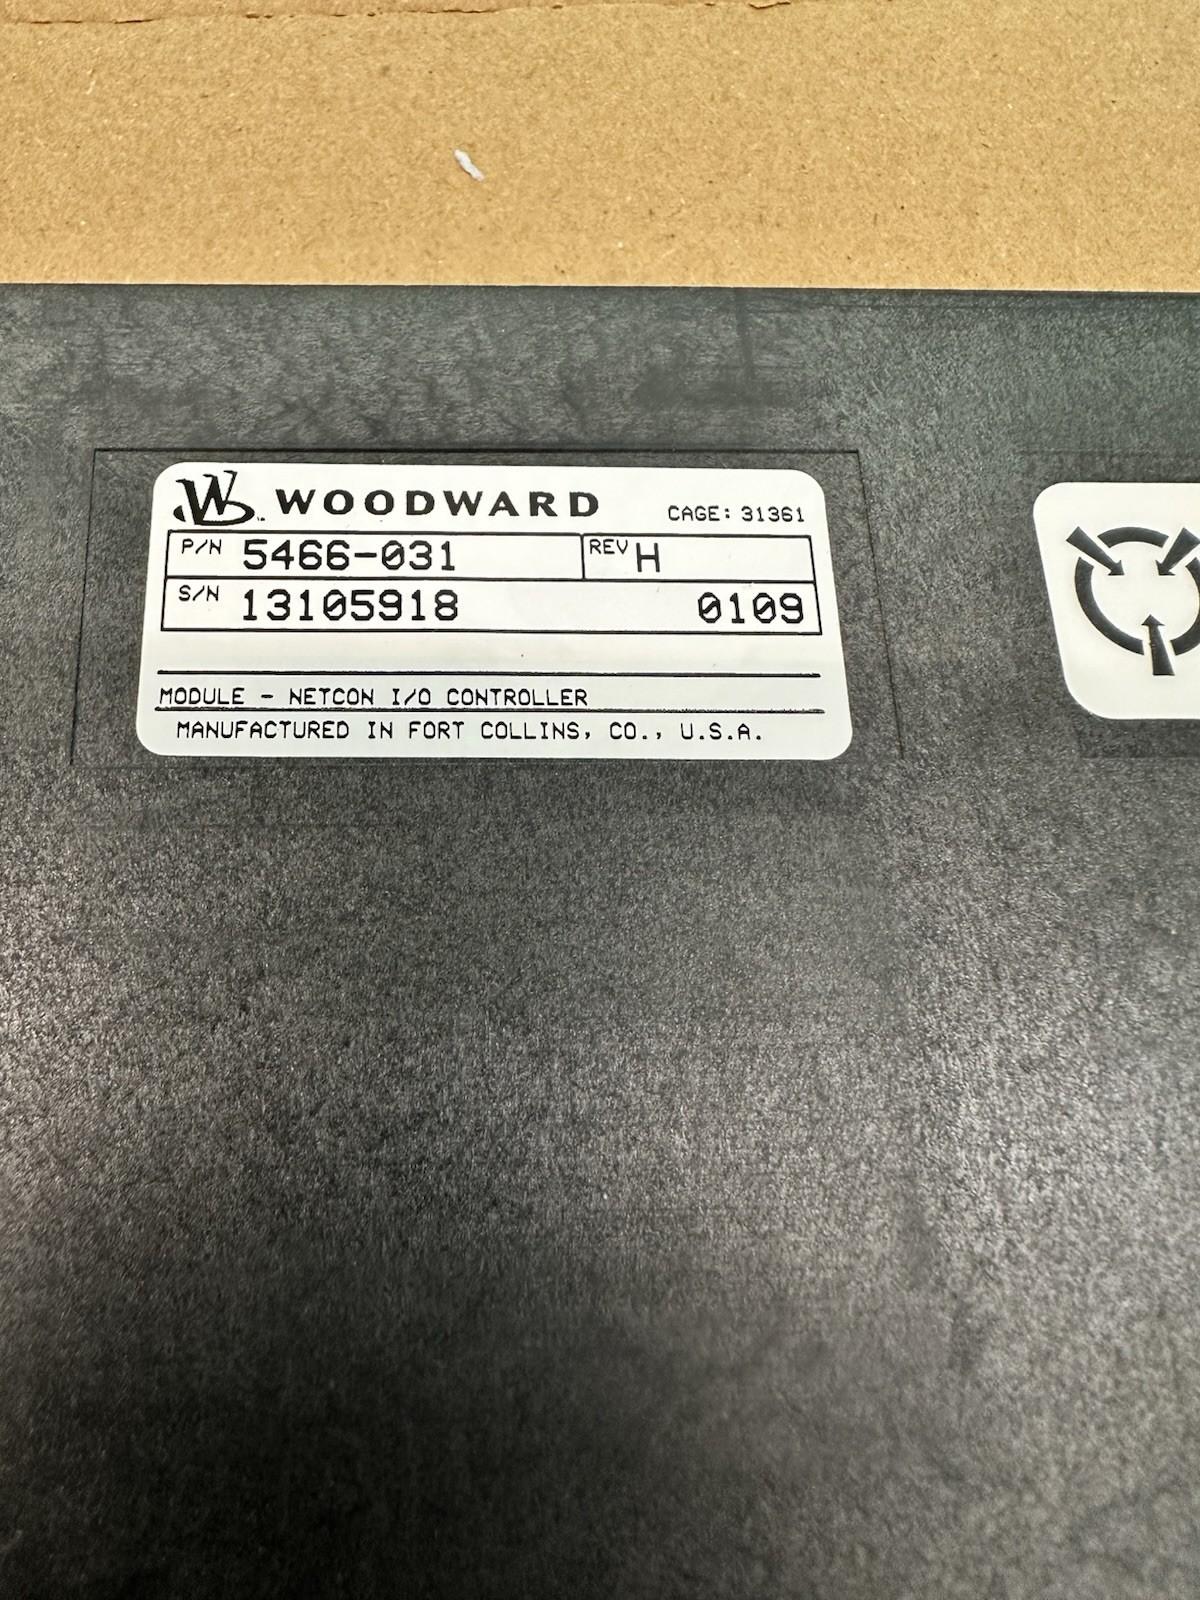 WOODWARD CAGE: 31361
P/N 5466-031 REV H
S/N 13105918 0109
MODULE - NETCON I/O CONTROLLER
MANUFACTURED IN FORT COLLINS, CO., U.S.A.